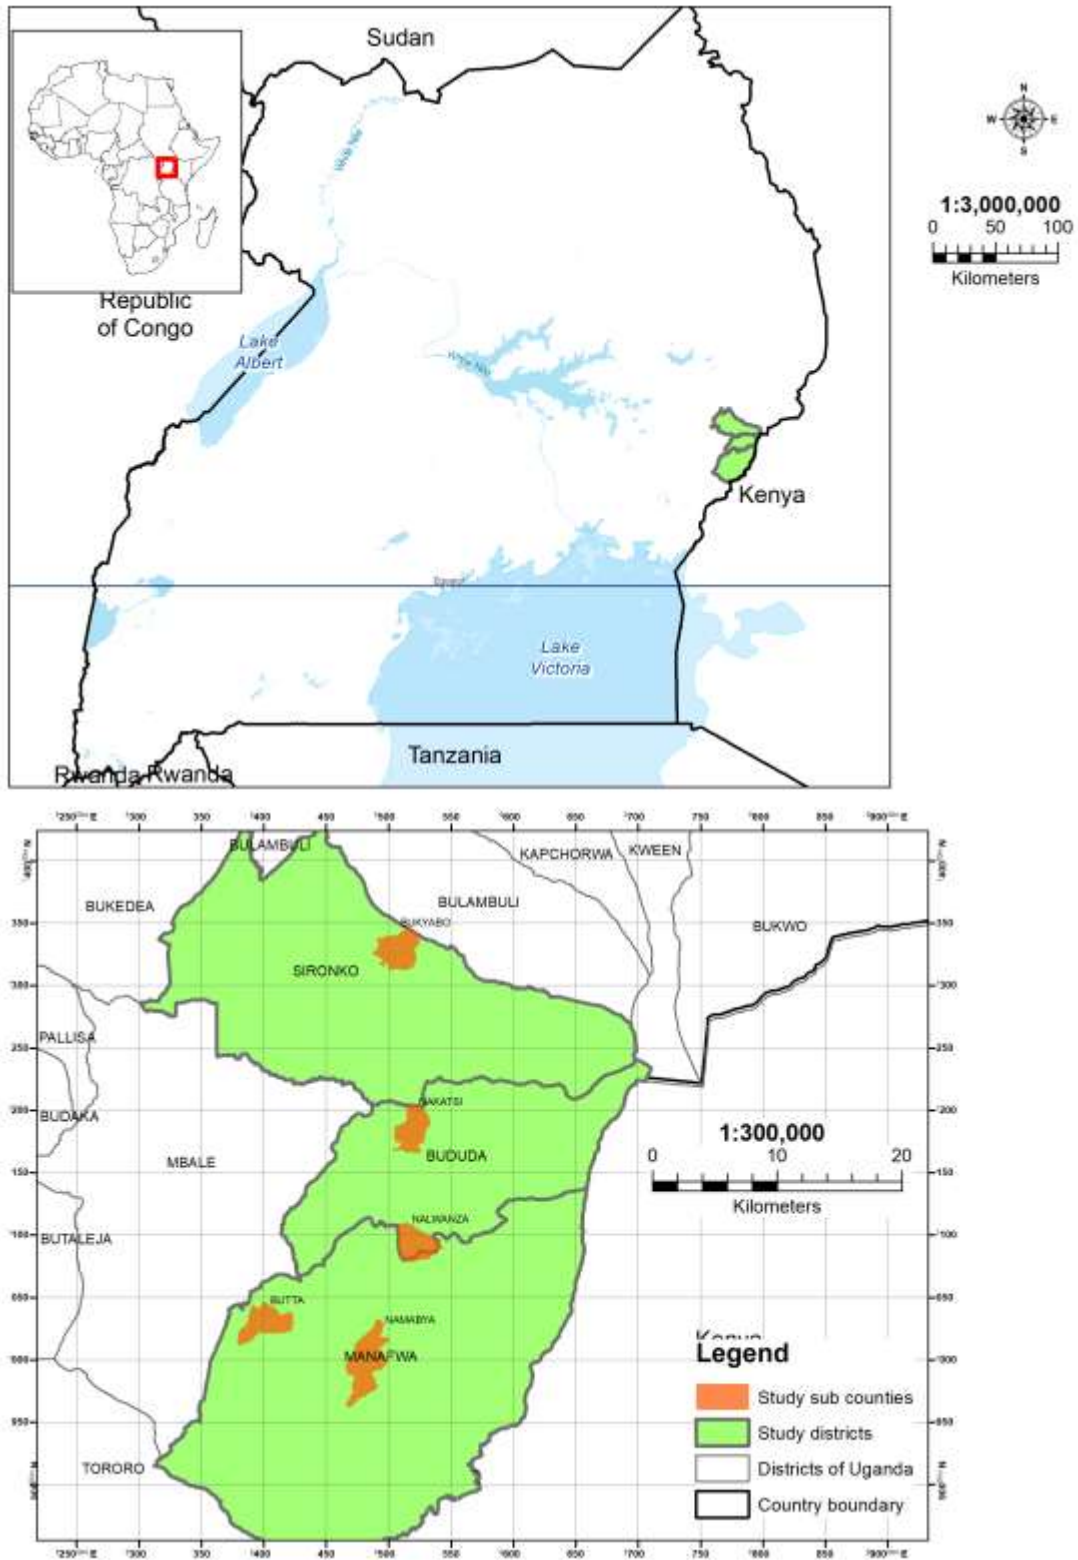 Sudan
N
W
E
S
1:3,000,000
0 50 100
Kilometers
Republic
of Congo
Lake
Albert
Kenya
Lake
Victoria
Tanzania
Rwanda Rwanda
BULAMBULI
KAPCHORWA
KWEEN
BUKEDEA
BULAMBULI
BUKYABO
BUKWO
SIRONKO
PALLISA
BUDAKA
NAKATSI
1:300,000
BUDUDA
MBALE
0 10 20
Kilometers
NALWANZA
BUTALEJA
BUTTA
NAMABYA
MANAFWA
Legend
Study sub counties
Study districts
TORORO
Districts of Uganda
Country boundary